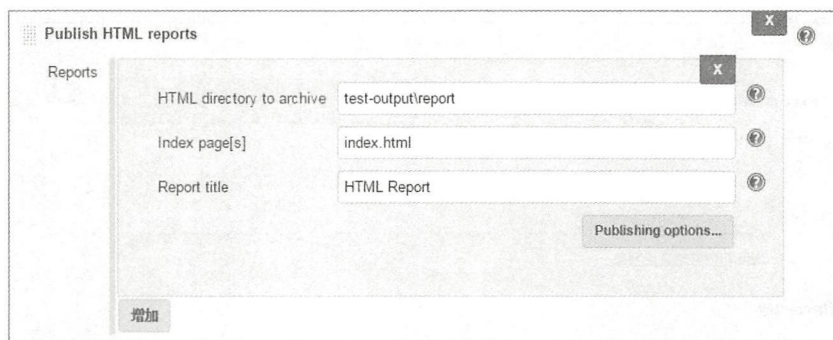 Publish HTML reports
X
Reports
X
HTML directory to archive test-output\report
Index page[s] index.html
Report title HTML Report
Publishing options...
增加